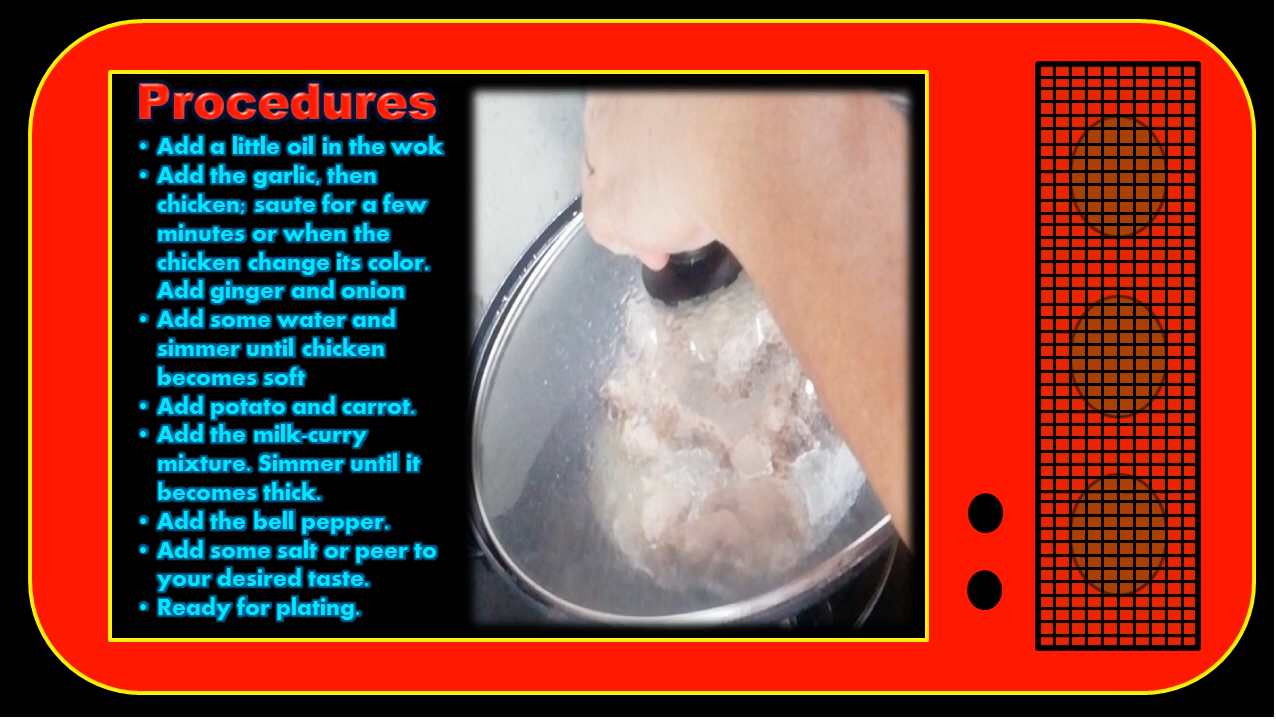 Procedures
• Add a little oil in the wok
• Add the garlic, then
chicken; saute for a few
minutes or when the
chicken change its color.
Add ginger and onion
• Add some water and
simmer until chicken
becomes soft
• Add potato and carrot.
• Add the milk-curry
mixture. Simmer until it
becomes thick.
• Add the bell pepper.
• Add some salt or peer to
your desired taste.
• Ready for plating.